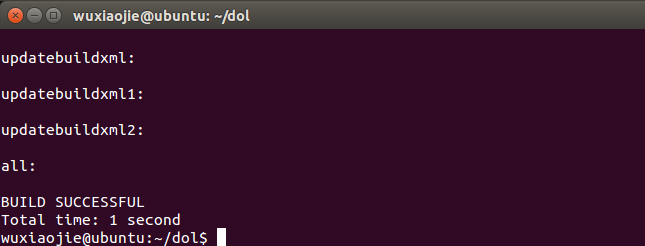 wuxiaojie@ubuntu: ~/dol
updatebuildxml:
updatebuildxml1:
updatebuildxml2:
all:
BUILD SUCCESSFUL
Total time: 1 second
wuxiaojie@ubuntu:~/dol$